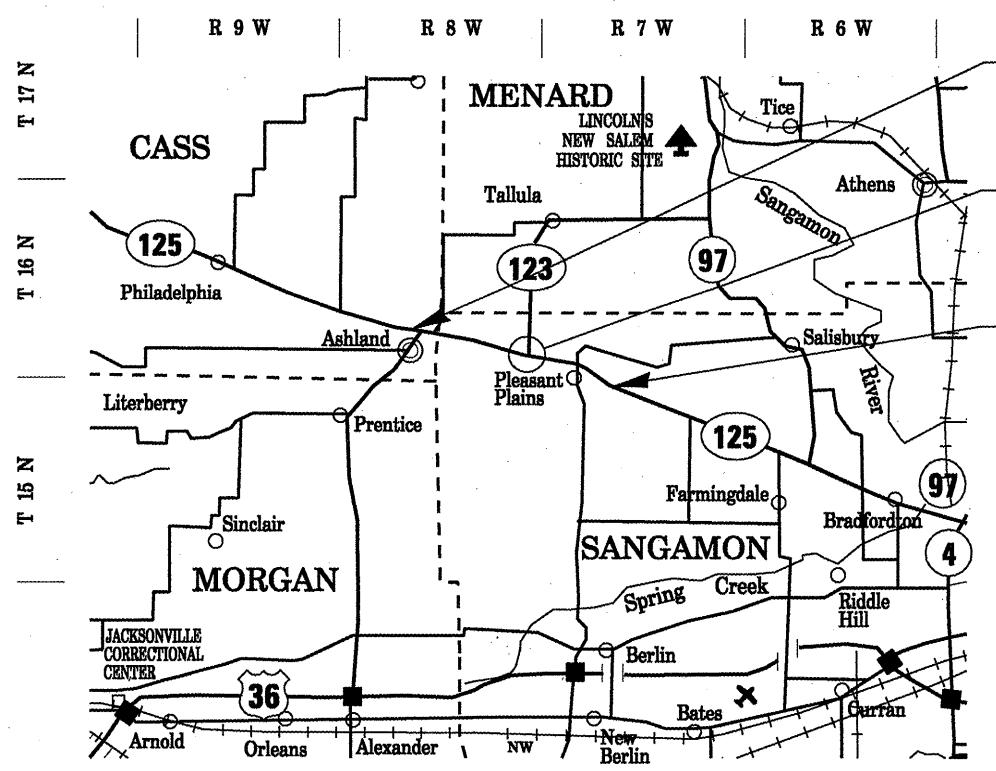 R 9 W
R 8 W
R 7 W
R 6 W
T 17 N
MENARD
LINCOLN'S
NEW SALEM
HISTORIC SITE
Tice
CASS
Athens
Tallula
Sangamon
125
123
97
T 16 N
Philadelphia
Ashland
Salisbury
Pleasant
Plains
River
Literberry
Prentice
125
T 15 N
Farmingdale
97
Bradfordton
Sinclair
SANGAMON
4
MORGAN
Spring Creek
Riddle
Hill
JACKSONVILLE
CORRECTIONAL
CENTER
Berlin
36
Bates
Curran
Arnold
Orleans
Alexander
NW
New
Berlin